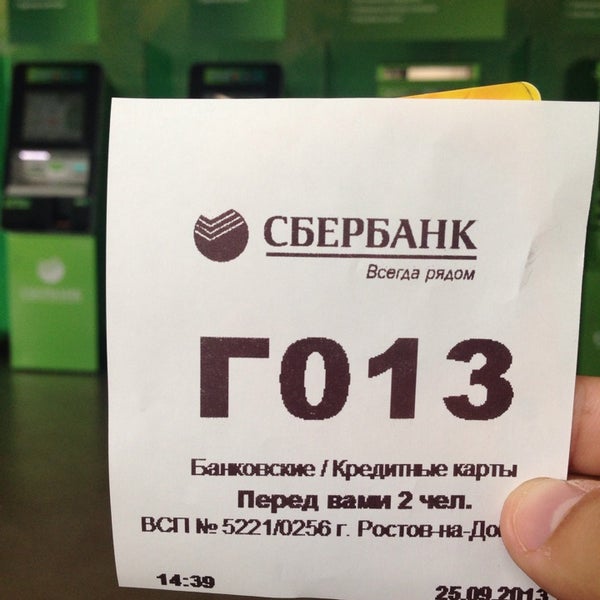 СБЕРБАНК
Всегда рядом
Г013
Банковские / Кредитные карты
Перед вами 2 чел.
ВСП № 5221/0256 г. Ростов-на-До
14:39
25.09.2013
СБЕРБАНК